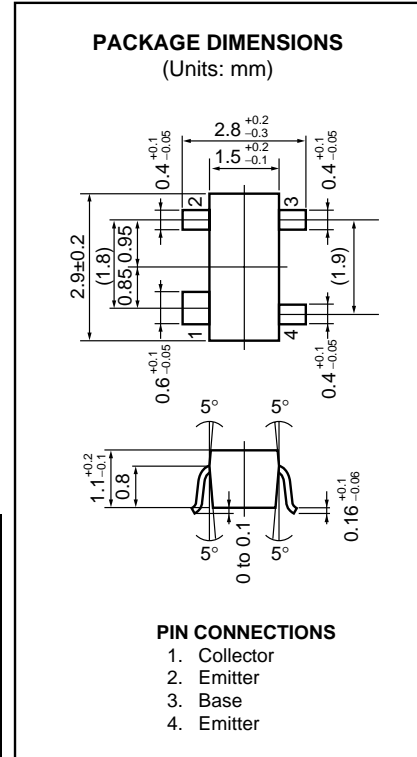 PACKAGE DIMENSIONS
(Units: mm)
2.8 +0.2 −0.3
1.5 +0.2 −0.1
0.4 +0.1 −0.05
0.4 +0.1 −0.05
2
3
2.9±0.2
(1.8)
0.85 0.95
(1.9)
1
4
0.6 +0.1 −0.05
0.4 +0.1 −0.05
5°
5°
1.1 +0.2 −0.1
0.8
0.16 +0.1 −0.06
5°
0 to 0.1
5°
PIN CONNECTIONS
1. Collector
2. Emitter
3. Base
4. Emitter